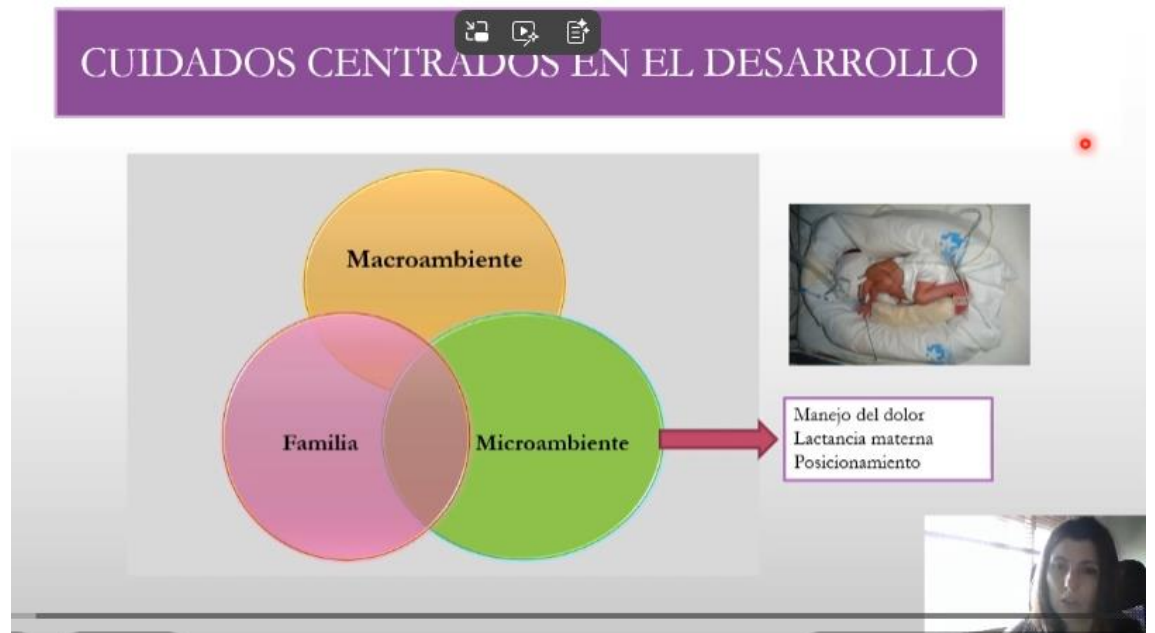 CUIDADOS CENTRADOS EN EL DESARROLLO
Macroambiente
Familia
Microambiente
Manejo del dolor
Lactancia materna
Posicionamiento